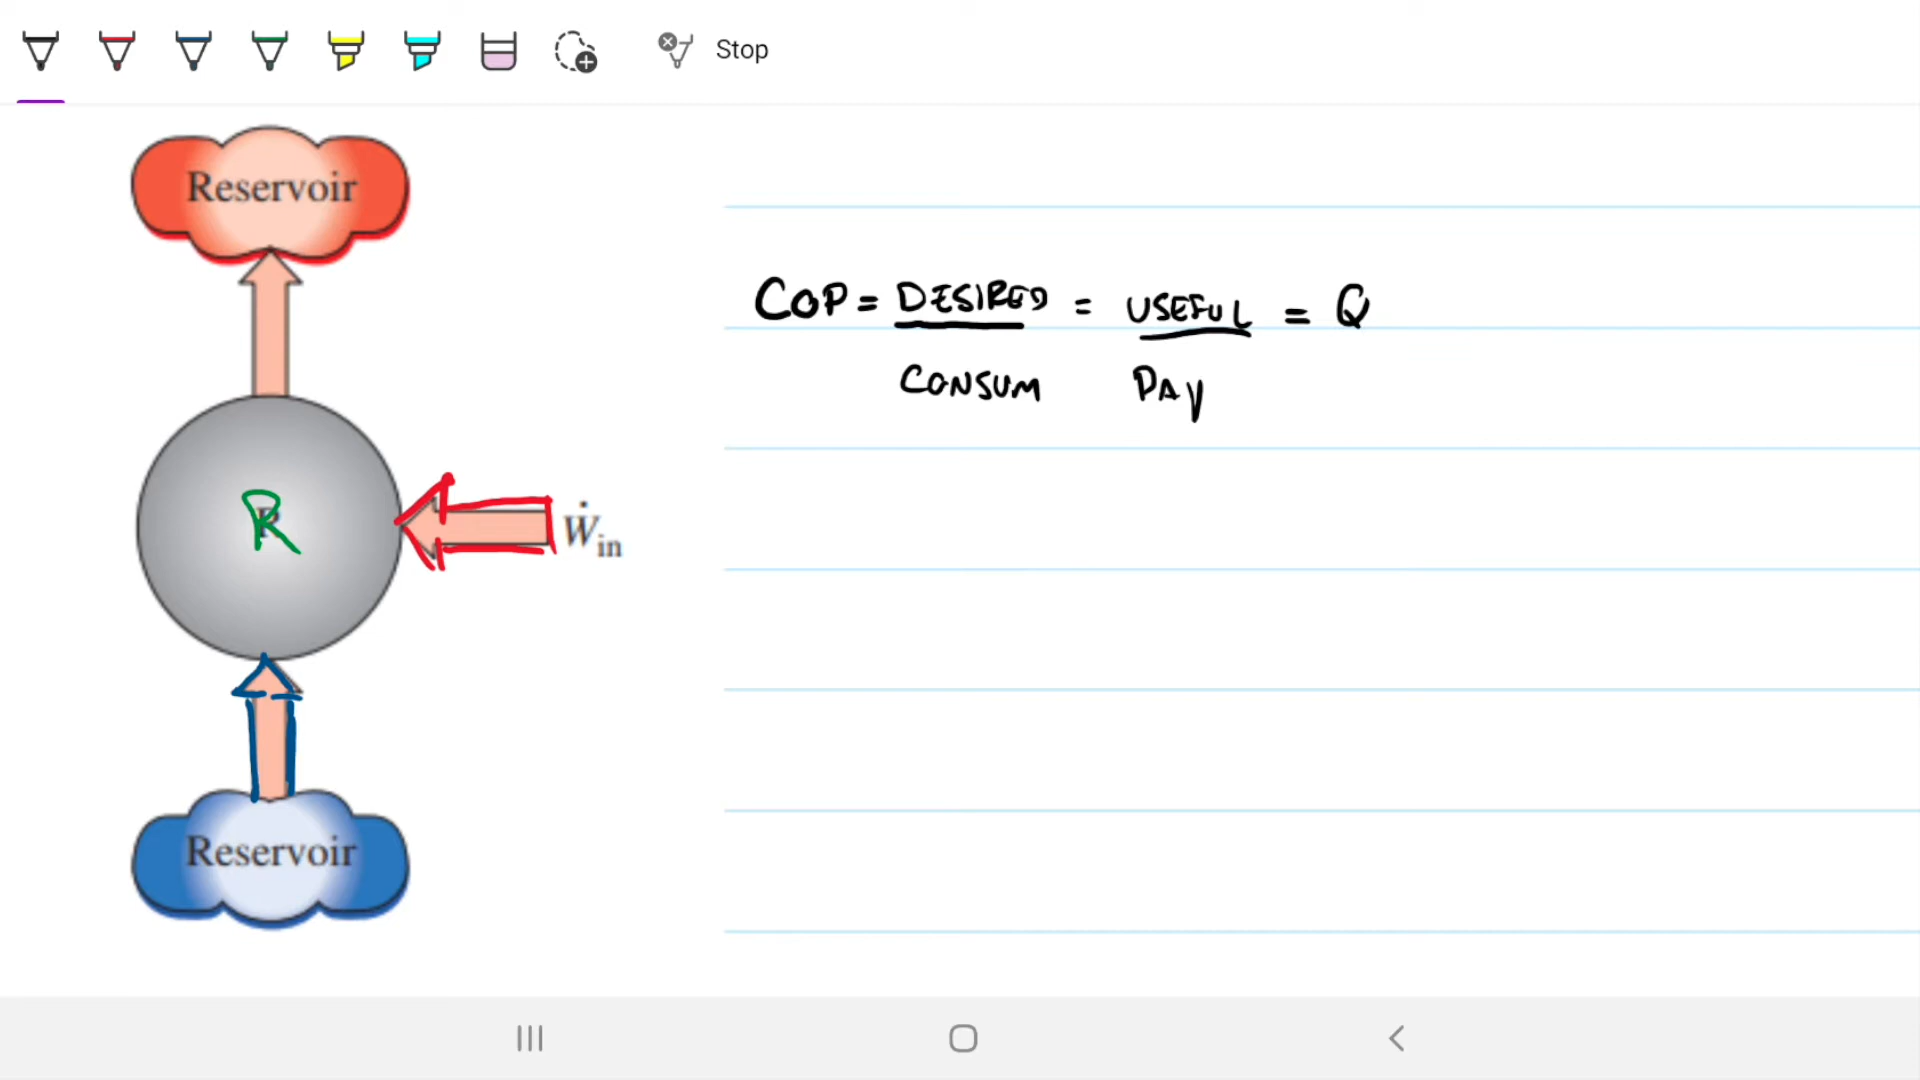 Stop
Reservoir
COP = DESIRED = USEFUL = Q
CONSUM PAY
R
Ẇin
Reservoir